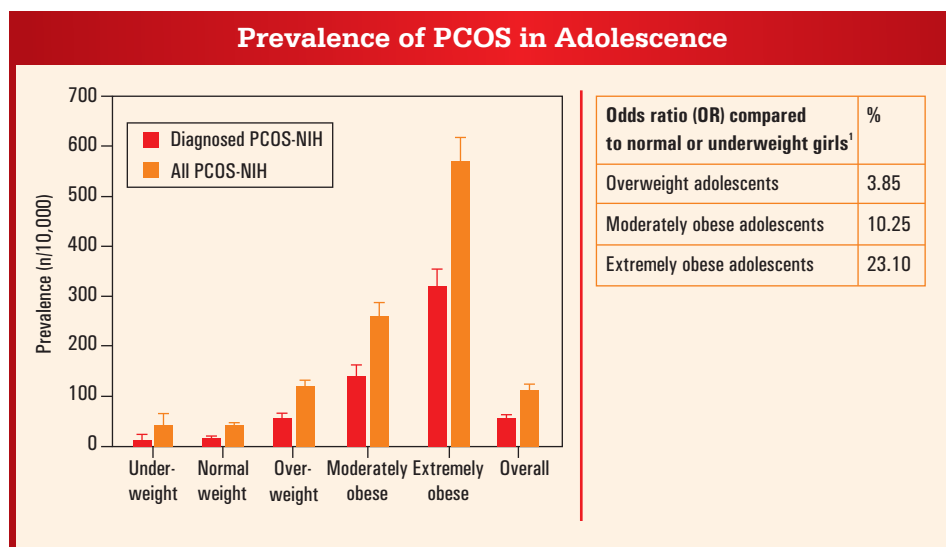 Prevalence of PCOS in Adolescence
Prevalence (n/10,000)
700
600
500
400
300
200
100
0
Diagnosed PCOS-NIH
All PCOS-NIH
Under-
weight
Normal
weight
Over-
weight
Moderately
obese
Extremely
obese
Overall
Odds ratio (OR) compared
to normal or underweight girls¹
%
Overweight adolescents 3.85
Moderately obese adolescents 10.25
Extremely obese adolescents 23.10